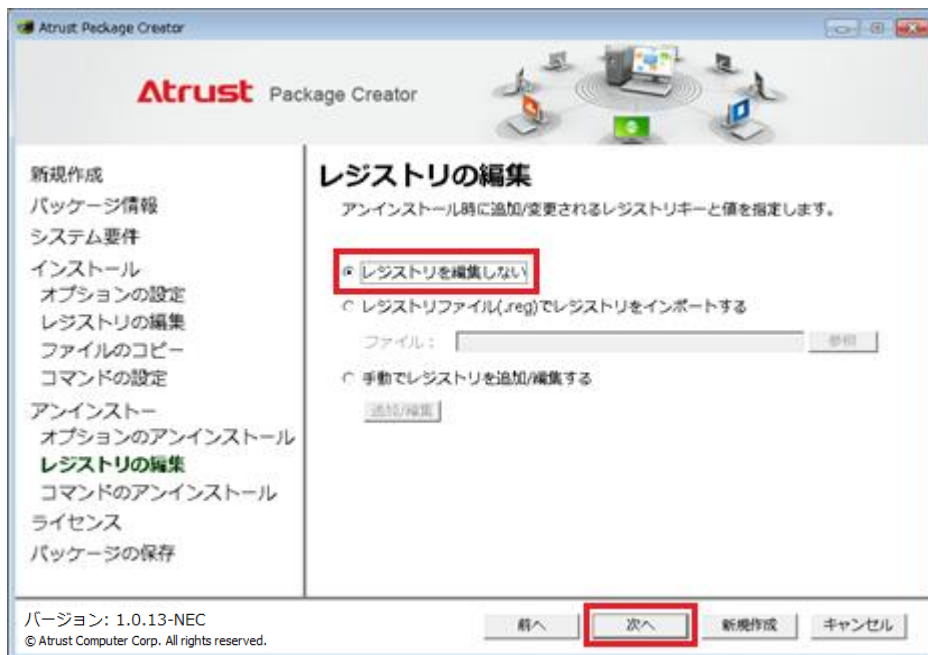 Atrust Package Creator
Atrust Package Creator
新規作成
パッケージ情報
システム要件
インストール
オプションの設定
レジストリの編集
ファイルのコピー
コマンドの設定
アンインストー
オプションのアンインストール
レジストリの編集
コマンドのアンインストール
ライセンス
パッケージの保存
レジストリの編集
アンインストール時に追加/変更されるレジストリキーと値を指定します。
レジストリを編集しない
レジストリファイル(.reg)でレジストリをインポートする
ファイル： 参照
手動でレジストリを追加/編集する
追加/編集
バージョン: 1.0.13-NEC
© Atrust Computer Corp. All rights reserved.
前へ 次へ 新規作成 キャンセル